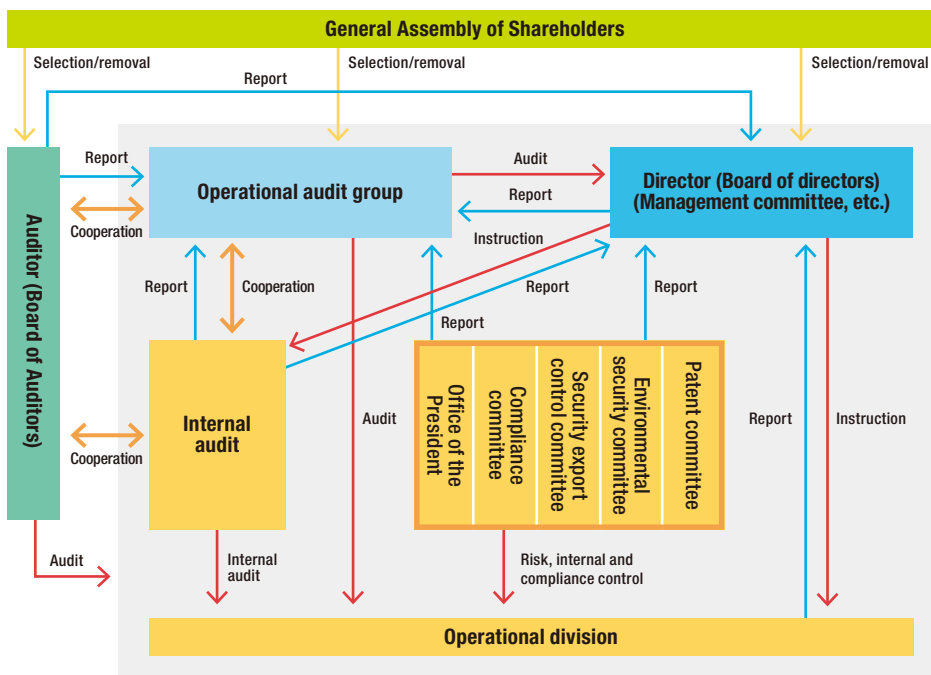 General Assembly of Shareholders
Selection/removal
Selection/removal
Selection/removal
Report
Report
Operational audit group
Audit
Director (Board of directors)
(Management committee, etc.)
Report
Cooperation
Instruction
Auditor (Board of Auditors)
Report
Cooperation
Report
Report
Report
Internal
audit
Office of the
President
Compliance
committee
Security export
control committee
Environmental
security committee
Patent committee
Audit
Report
Instruction
Cooperation
Audit
Internal
audit
Risk, internal and
compliance control
Operational division